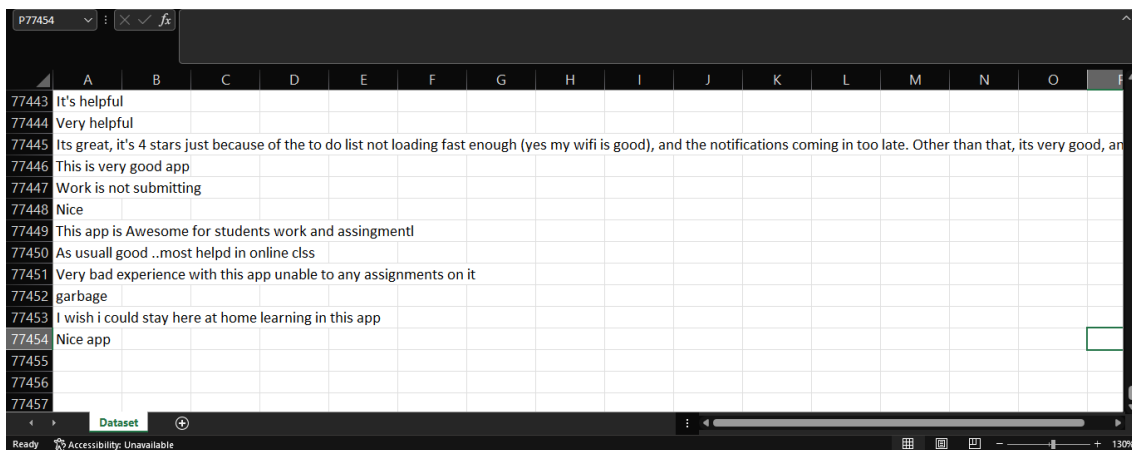 P77454 fx
A B C D E F G H I J K L M N O
77443 It's helpful
77444 Very helpful
77445 Its great, it's 4 stars just because of the to do list not loading fast enough (yes my wifi is good), and the notifications coming in too late. Other than that, its very good, an
77446 This is very good app
77447 Work is not submitting
77448 Nice
77449 This app is Awesome for students work and assingmentl
77450 As usuall good ..most helpd in online clss
77451 Very bad experience with this app unable to any assignments on it
77452 garbage
77453 I wish i could stay here at home learning in this app
77454 Nice app
77455
77456
77457
Dataset
Ready Accessibility: Unavailable 130%